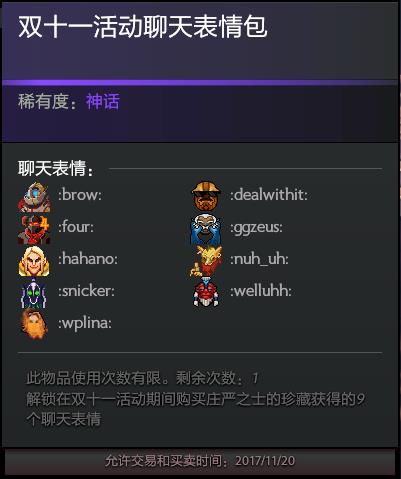 双十一活动聊天表情包
稀有度：神话
聊天表情：
:brow: :dealwithit:
:four: :ggzeus:
:hahano: :nuh_uh:
:snicker: :welluhh:
:wplina:
此物品使用次数有限。剩余次数：1
解锁在双十一活动期间购买庄严之士的珍藏获得的9
个聊天表情
允许交易和买卖时间：2017/11/20